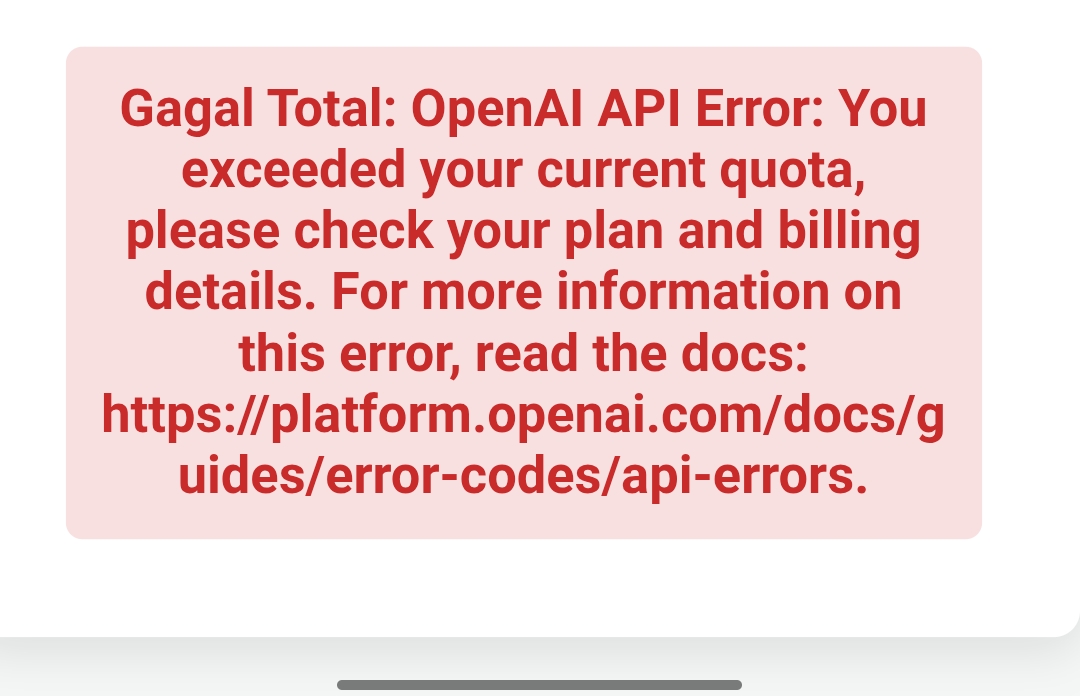 Gagal Total: OpenAI API Error: You
exceeded your current quota,
please check your plan and billing
details. For more information on
this error, read the docs:
https://platform.openai.com/docs/g
uides/error-codes/api-errors.